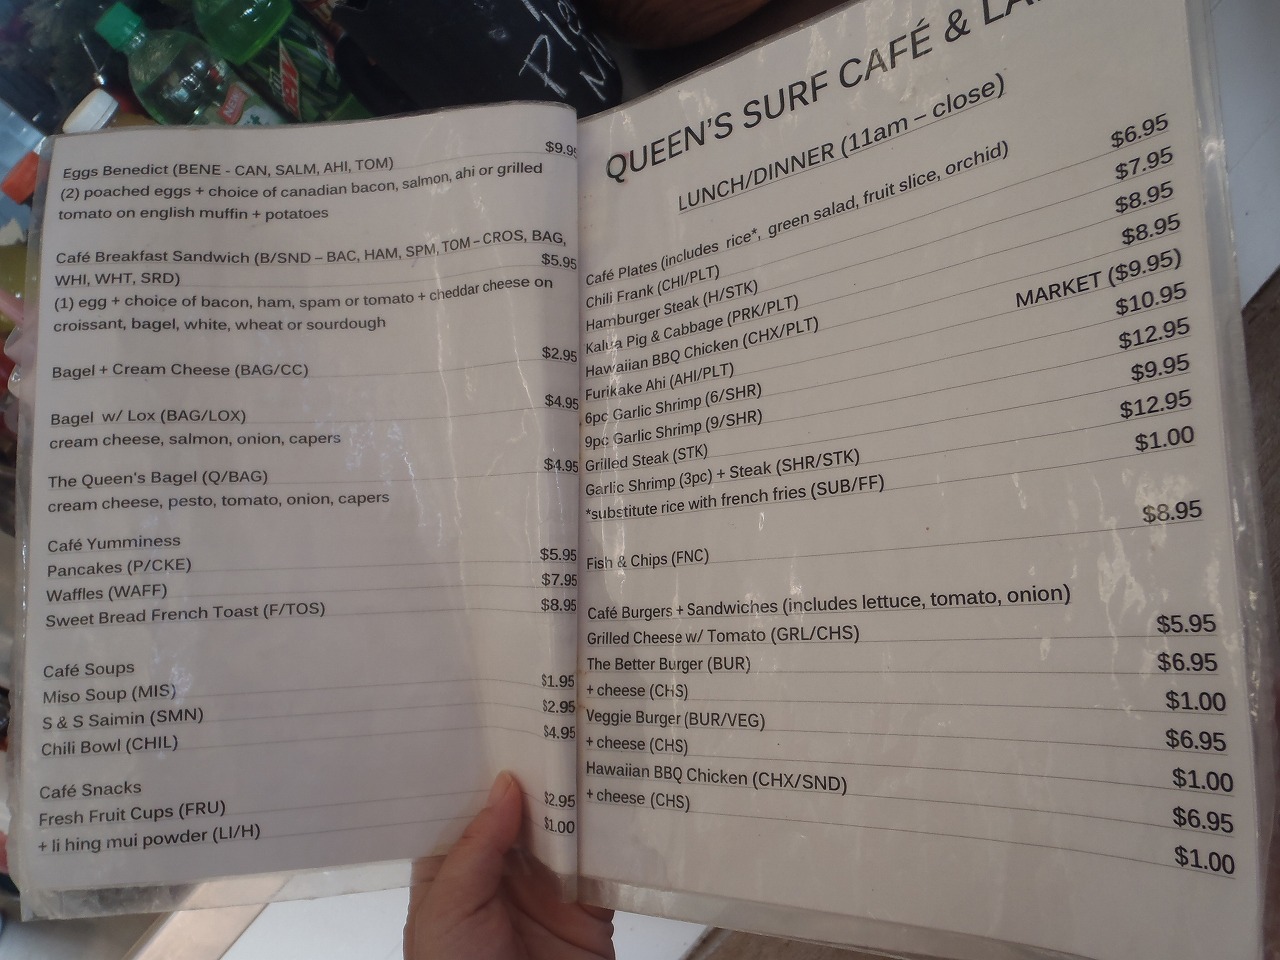 Eggs Benedict (BENE - CAN, SALM, AHI, TOM) $9.95
(2) poached eggs + choice of canadian bacon, salmon, ahi or grilled
tomato on english muffin + potatoes
Café Breakfast Sandwich (B/SND – BAC, HAM, SPM, TOM – CROS, BAG,
WHI, WHT, SRD) $5.95
(1) egg + choice of bacon, ham, spam or tomato + cheddar cheese on
croissant, bagel, white, wheat or sourdough
Bagel + Cream Cheese (BAG/CC) $2.95
Bagel w/ Lox (BAG/LOX) $4.95
cream cheese, salmon, onion, capers
The Queen's Bagel (Q/BAG) $4.95
cream cheese, pesto, tomato, onion, capers
Café Yumminess
Pancakes (P/CKE) $5.95
Waffles (WAFF) $7.95
Sweet Bread French Toast (F/TOS) $8.95
Café Soups
Miso Soup (MIS) $1.95
S & S Saimin (SMN) $2.95
Chili Bowl (CHIL) $4.95
Café Snacks
Fresh Fruit Cups (FRU) $2.95
+ li hing mui powder (LI/H) $1.00
QUEEN'S SURF CAFÉ &
LUNCH/DINNER (11am – close)
Café Plates (includes rice*, green salad, fruit slice, orchid)
Chili Frank (CHI/PLT) $6.95
Hamburger Steak (H/STK) $7.95
Kalua Pig & Cabbage (PRK/PLT) $8.95
Hawaiian BBQ Chicken (CHX/PLT) $8.95
Furikake Ahi (AHI/PLT) MARKET ($9.95)
6pc Garlic Shrimp (6/SHR) $10.95
9pc Garlic Shrimp (9/SHR) $12.95
Grilled Steak (STK) $9.95
Garlic Shrimp (3pc) + Steak (SHR/STK) $12.95
*substitute rice with french fries (SUB/FF) $1.00
Fish & Chips (FNC) $8.95
Café Burgers + Sandwiches (includes lettuce, tomato, onion)
Grilled Cheese w/ Tomato (GRL/CHS) $5.95
The Better Burger (BUR) $6.95
+ cheese (CHS) $1.00
Veggie Burger (BUR/VEG) $6.95
+ cheese (CHS) $1.00
Hawaiian BBQ Chicken (CHX/SND) $6.95
+ cheese (CHS) $1.00